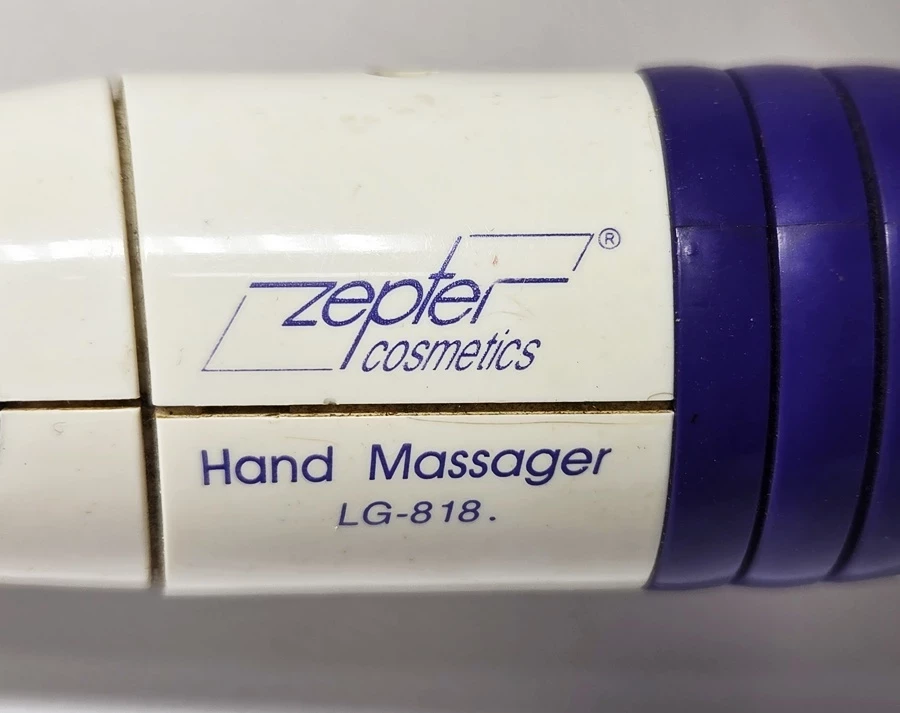 zepter®
cosmetics
Hand Massager
LG-818.